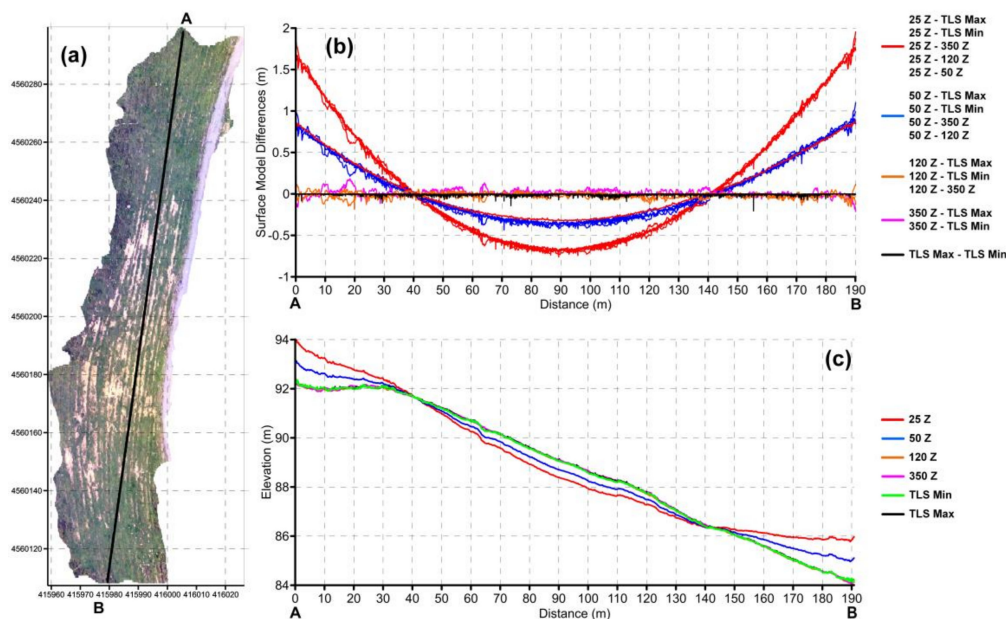 A
(a)
4560280
4560260
4560240
4560220
4560200
4560180
4560160
4560140
4560120
415960 415970 415980 415990 416000 416010 416020
B
(b)
Surface Model Differences (m)
2
1.5
1
0.5
0
-0.5
-1
0 10 20 30 40 50 60 70 80 90 100 110 120 130 140 150 160 170 180 190
A Distance (m) B
25 Z - TLS Max
25 Z - TLS Min
25 Z - 350 Z
25 Z - 120 Z
25 Z - 50 Z
50 Z - TLS Max
50 Z - TLS Min
50 Z - 350 Z
50 Z - 120 Z
120 Z - TLS Max
120 Z - TLS Min
120 Z - 350 Z
350 Z - TLS Max
350 Z - TLS Min
TLS Max - TLS Min
(c)
Elevation (m)
94
92
90
88
86
84
0 10 20 30 40 50 60 70 80 90 100 110 120 130 140 150 160 170 180 190
A Distance (m) B
25 Z
50 Z
120 Z
350 Z
TLS Min
TLS Max